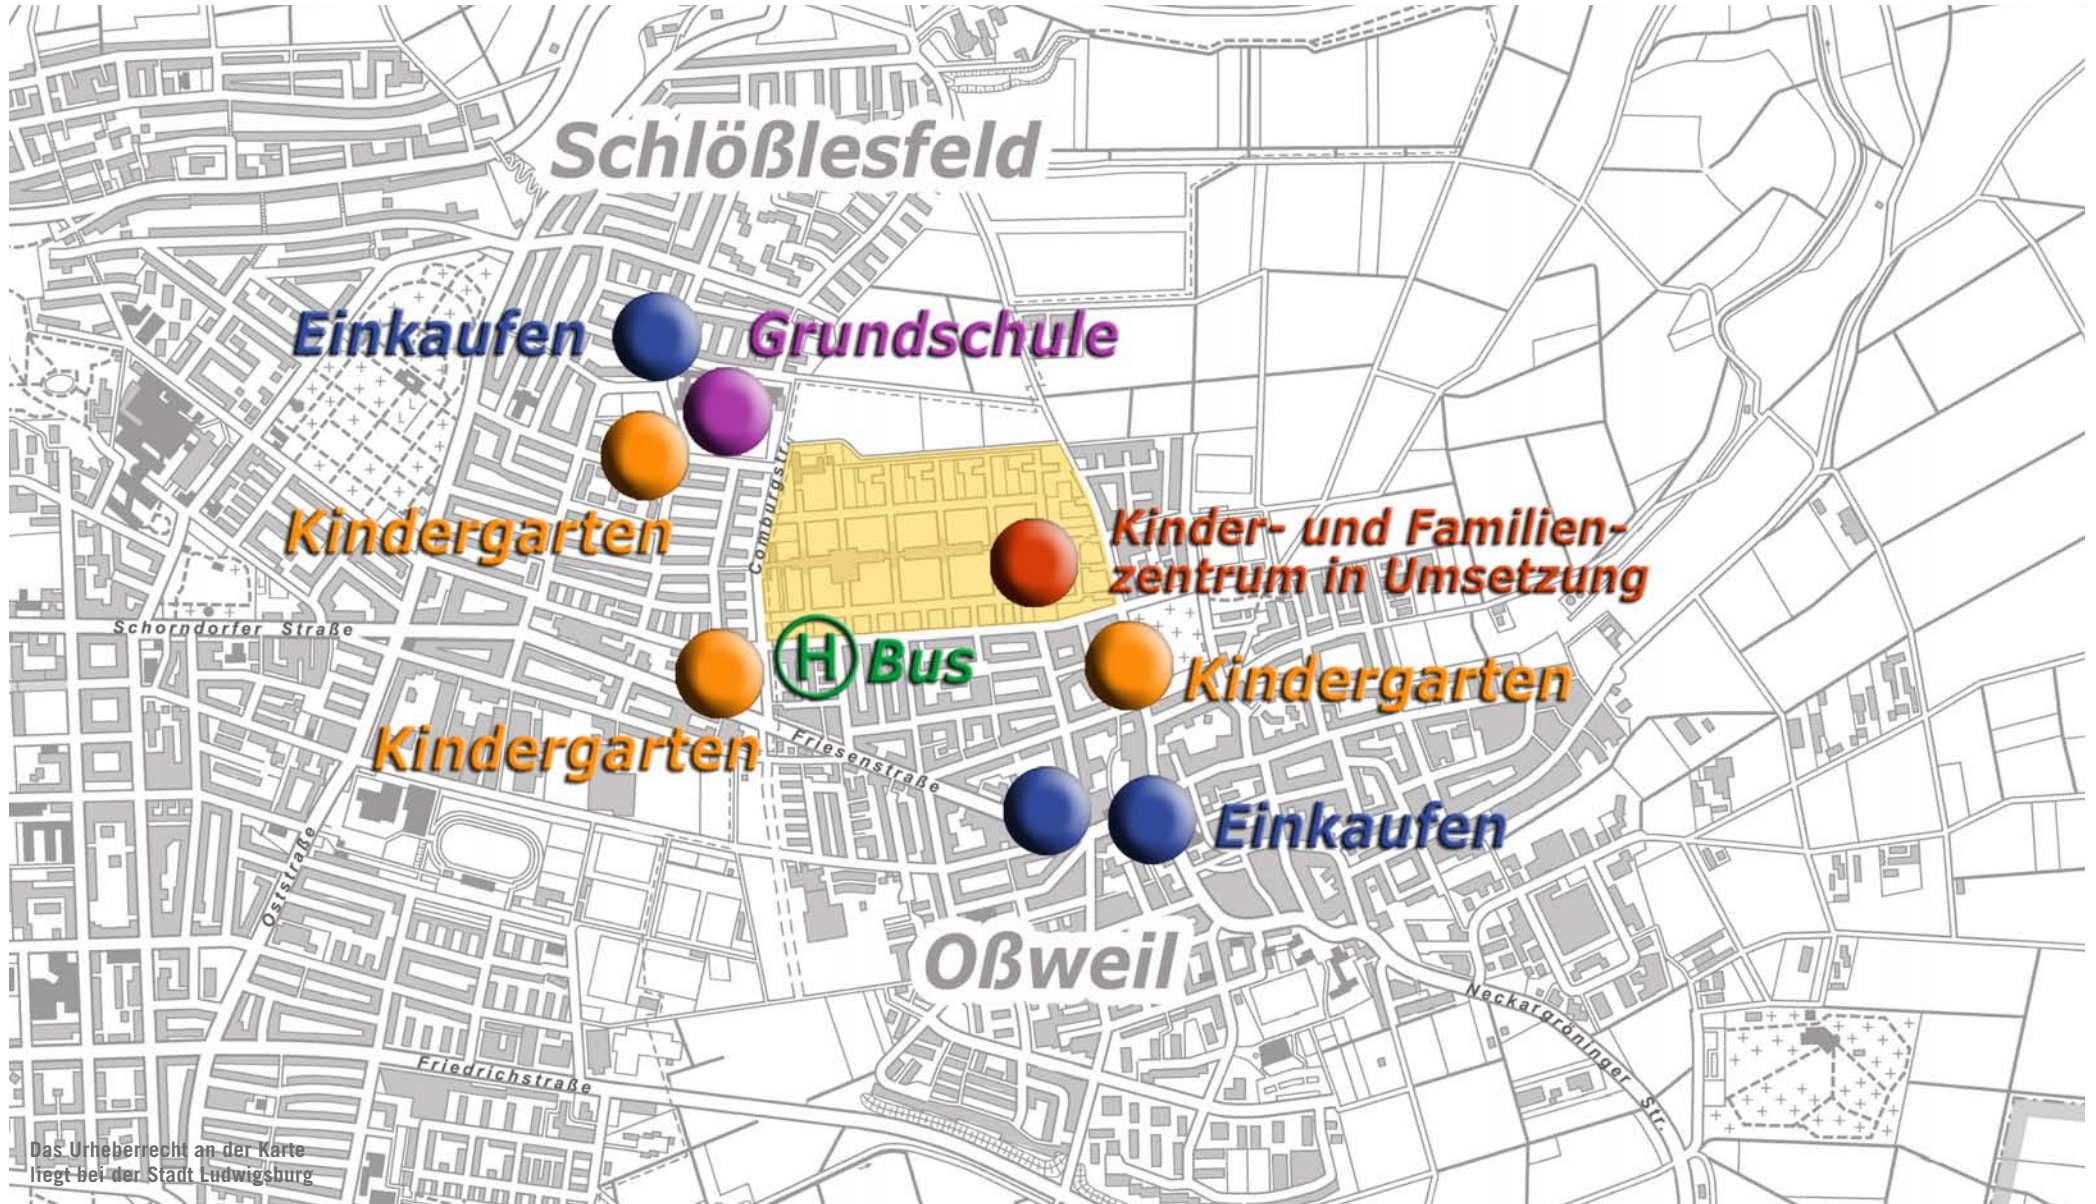 Schlößlesfeld
Einkaufen
Grundschule
Kindergarten
Comburgstr.
Kinder- und Familien-
zentrum in Umsetzung
Schorndorfer Straße
H Bus
Kindergarten
Kindergarten
Friesenstraße
Einkaufen
Oststraße
Oßweil
Neckargröninger Str.
Friedrichstraße
Das Urheberrecht an der Karte
liegt bei der Stadt Ludwigsburg